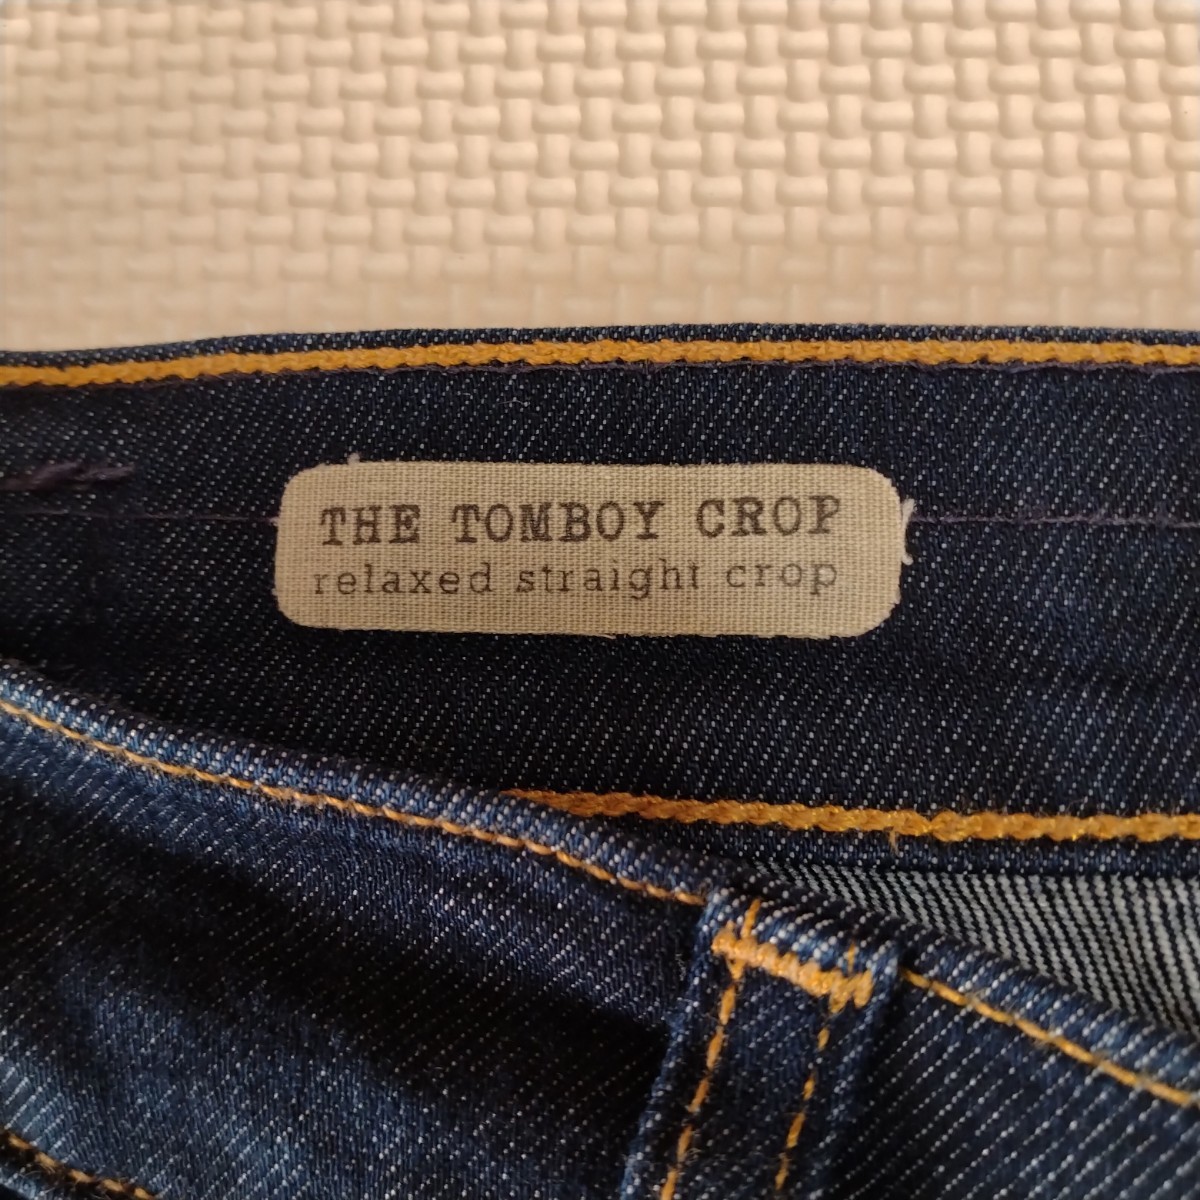 THE TOMBOY CROP
relaxed straight crop